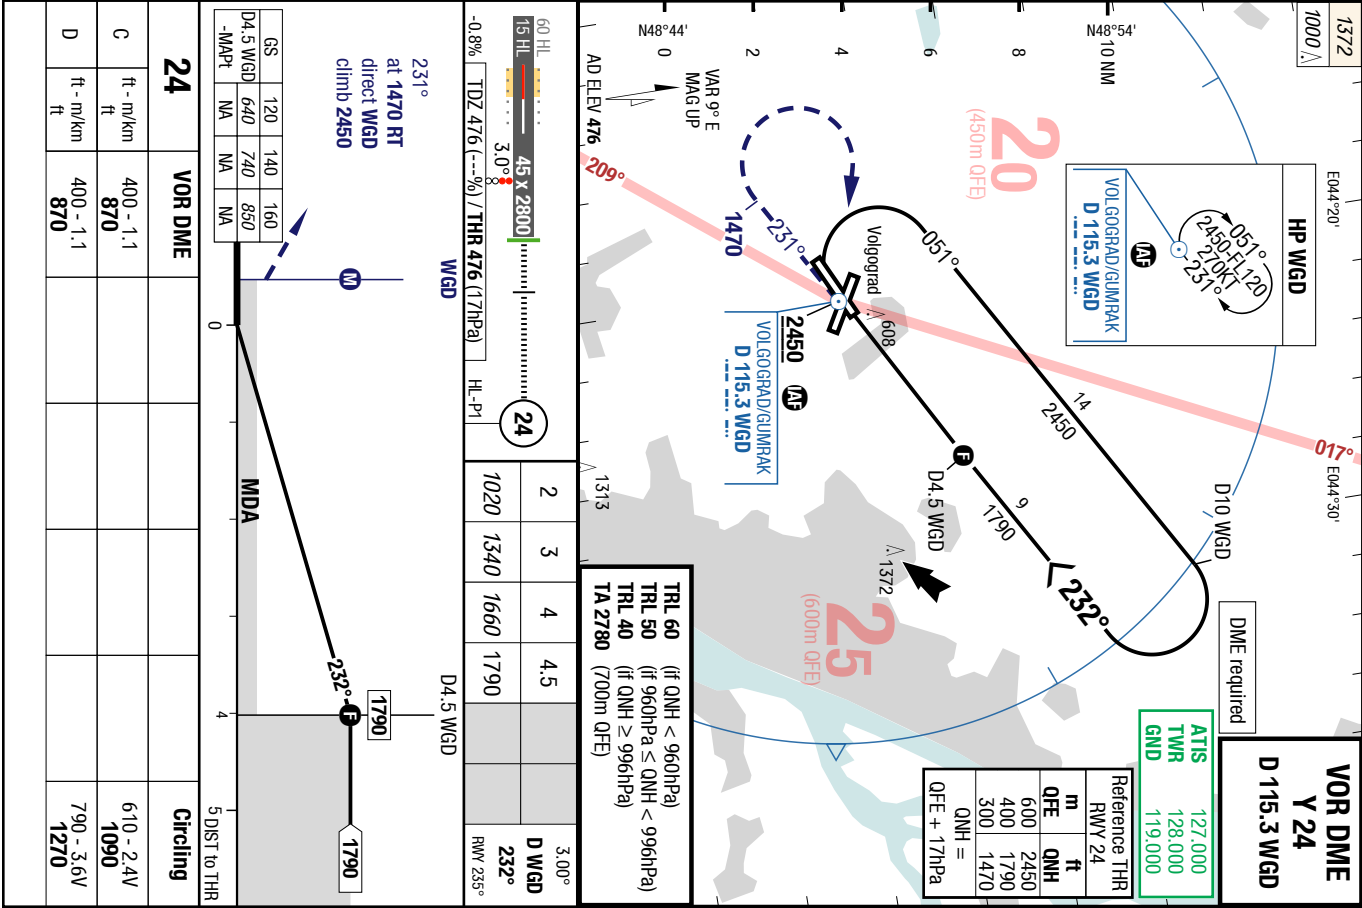 VOR DME
Y 24
D 115.3 WGD
ATIS 127.000
TWR 128.000
GND 119.000
DME required
Reference THR
RWY 24
m ft
QFE QNH
600 2450
400 1790
300 1470
QNH =
QFE + 17hPa
1372
1000
E044°20'
E044°30'
HP WGD
051°
2450-FL120
270KT
231°
IAF
VOLGOGRAD/GUMRAK
D 115.3 WGD
N48°54'
N48°44'
10 NM
8
6
4
2
0
20
(450m QFE)
017°
209°
D10 WGD
14
2450
051°
232°
9
1790
F
D4.5 WGD
1372
25
(600m QFE)
Volgograd
608
231°
1470
2450
IAF
VOLGOGRAD/GUMRAK
D 115.3 WGD
VAR 9° E
MAG UP
AD ELEV 476
1313
TRL 60 (if QNH < 960hPa)
TRL 50 (if 960hPa ≤ QNH < 996hPa)
TRL 40 (if QNH ≥ 996hPa)
TA 2780 (700m QFE)
60 HL
15 HL
45 x 2800
3.0°
-0.8%
TDZ 476 (---%) / THR 476 (17hPa)
HL-P1
24
2 3 4 4.5
1020 1340 1660 1790
3.00°
D WGD
232°
RWY 235°
231°
at 1470 RT
direct WGD
climb 2450
WGD
M
D4.5 WGD
1790
F
232°
1790
MDA
0
4
5
DIST to THR
GS 120 140 160
D4.5 WGD 640 740 850
-MAPt NA NA NA
24 VOR DME Circling
C ft - m/km 400 - 1.1 610 - 2.4V
ft 870 1090
D ft - m/km 400 - 1.1 790 - 3.6V
ft 870 1270